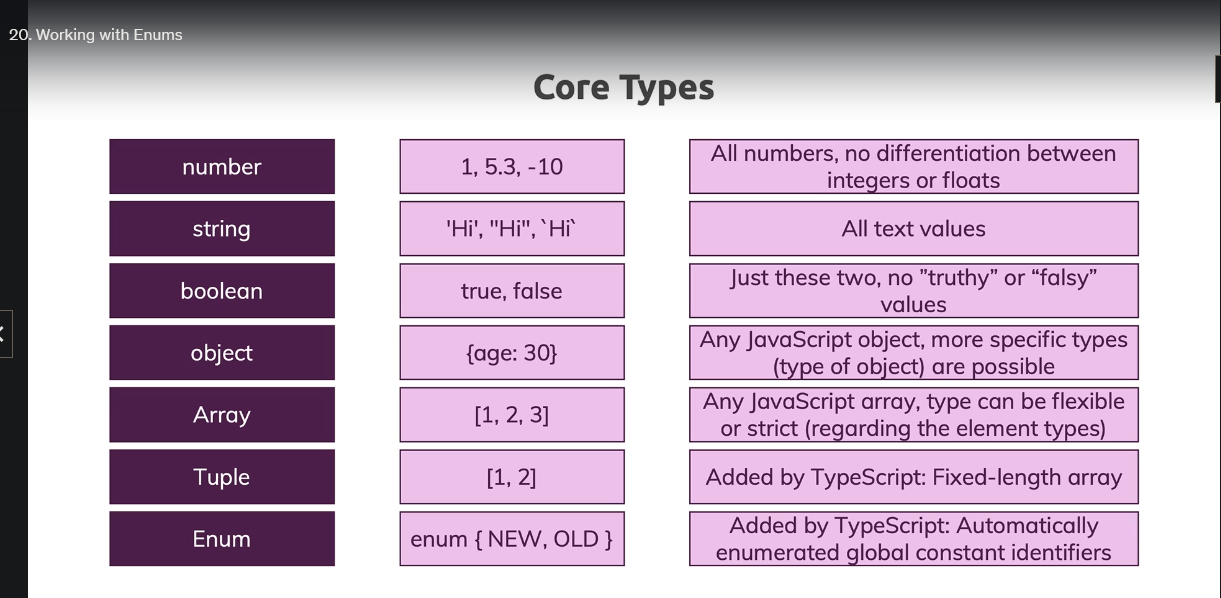 20. Working with Enums
Core Types
number
1, 5.3, -10
All numbers, no differentiation between
integers or floats
string
'Hi', "Hi", `Hi`
All text values
boolean
true, false
Just these two, no ”truthy” or “falsy”
values
object
{age: 30}
Any JavaScript object, more specific types
(type of object) are possible
Array
[1, 2, 3]
Any JavaScript array, type can be flexible
or strict (regarding the element types)
Tuple
[1, 2]
Added by TypeScript: Fixed-length array
Enum
enum { NEW, OLD }
Added by TypeScript: Automatically
enumerated global constant identifiers